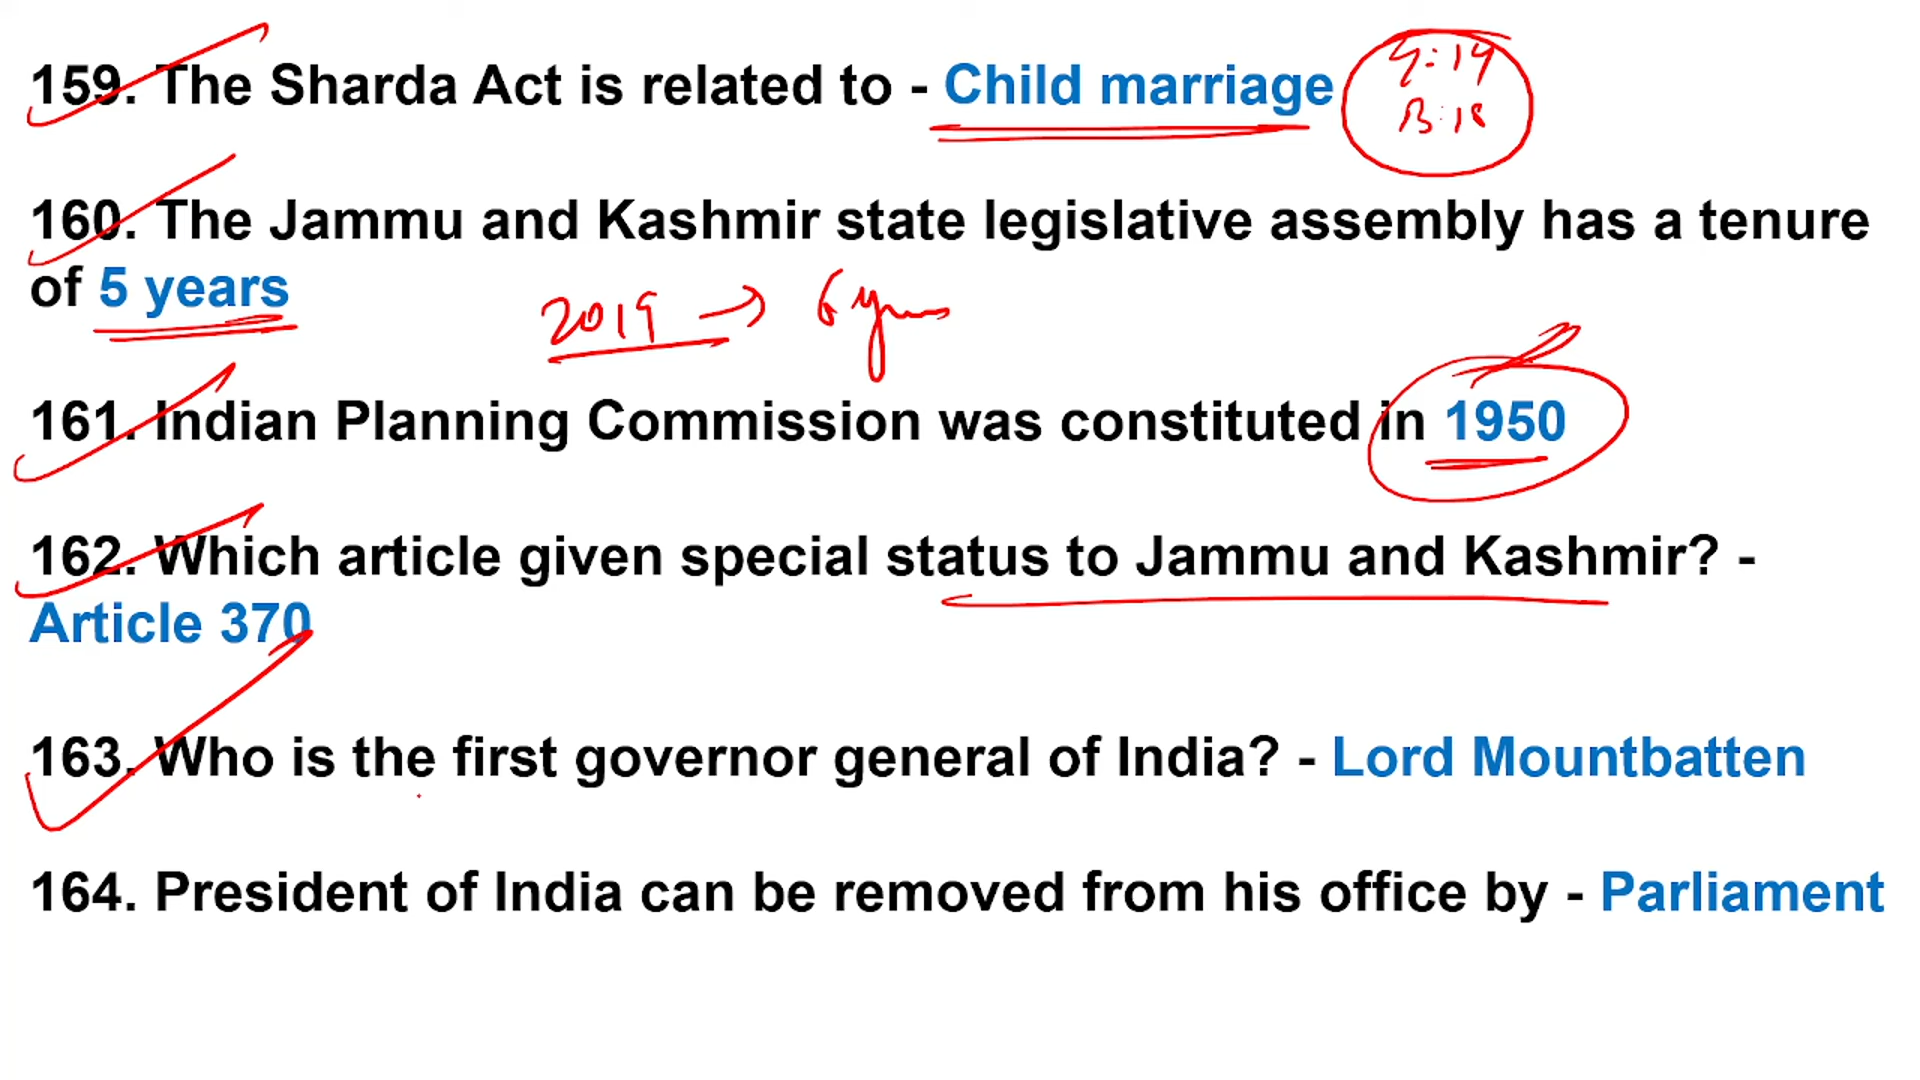 159. The Sharda Act is related to - Child marriage
G:14
B:18
160. The Jammu and Kashmir state legislative assembly has a tenure
of 5 years
2019 → 6 years
161. Indian Planning Commission was constituted in 1950
162. Which article given special status to Jammu and Kashmir? -
Article 370
163. Who is the first governor general of India? - Lord Mountbatten
164. President of India can be removed from his office by - Parliament